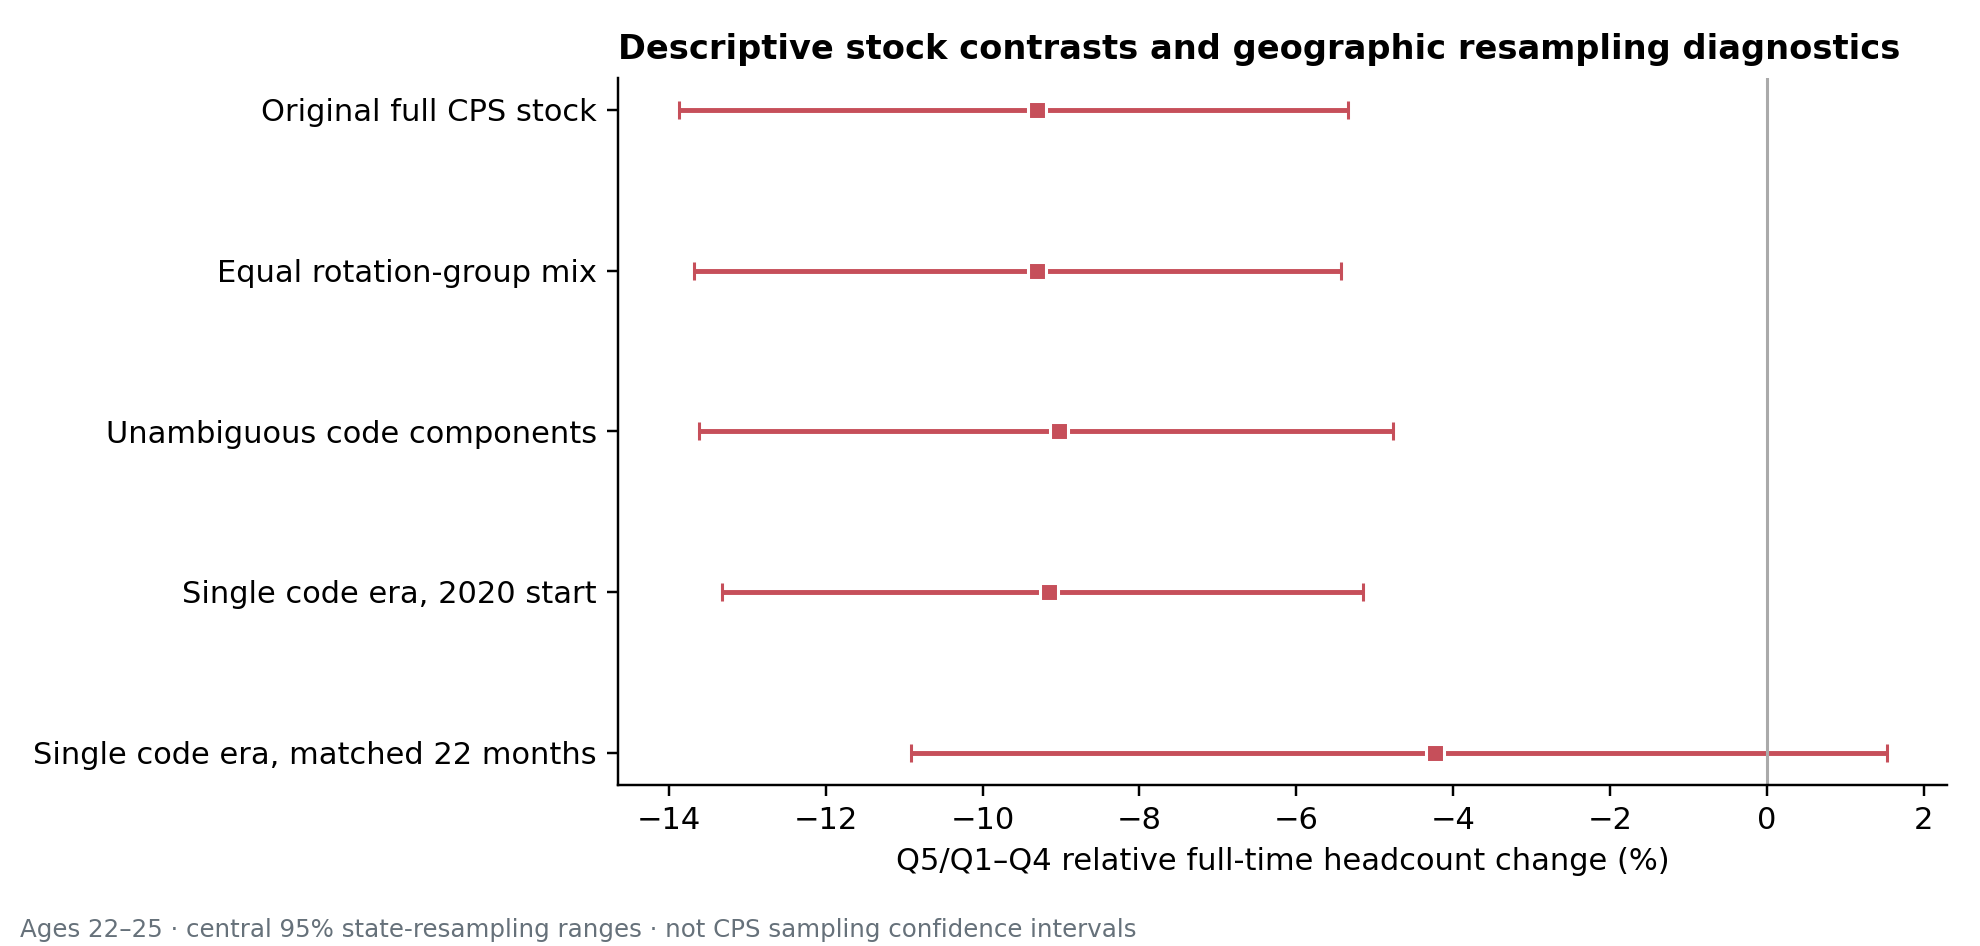 Descriptive stock contrasts and geographic resampling diagnostics
Original full CPS stock
Equal rotation-group mix
Unambiguous code components
Single code era, 2020 start
Single code era, matched 22 months
−14 −12 −10 −8 −6 −4 −2 0 2
Q5/Q1–Q4 relative full-time headcount change (%)
Ages 22–25 · central 95% state-resampling ranges · not CPS sampling confidence intervals